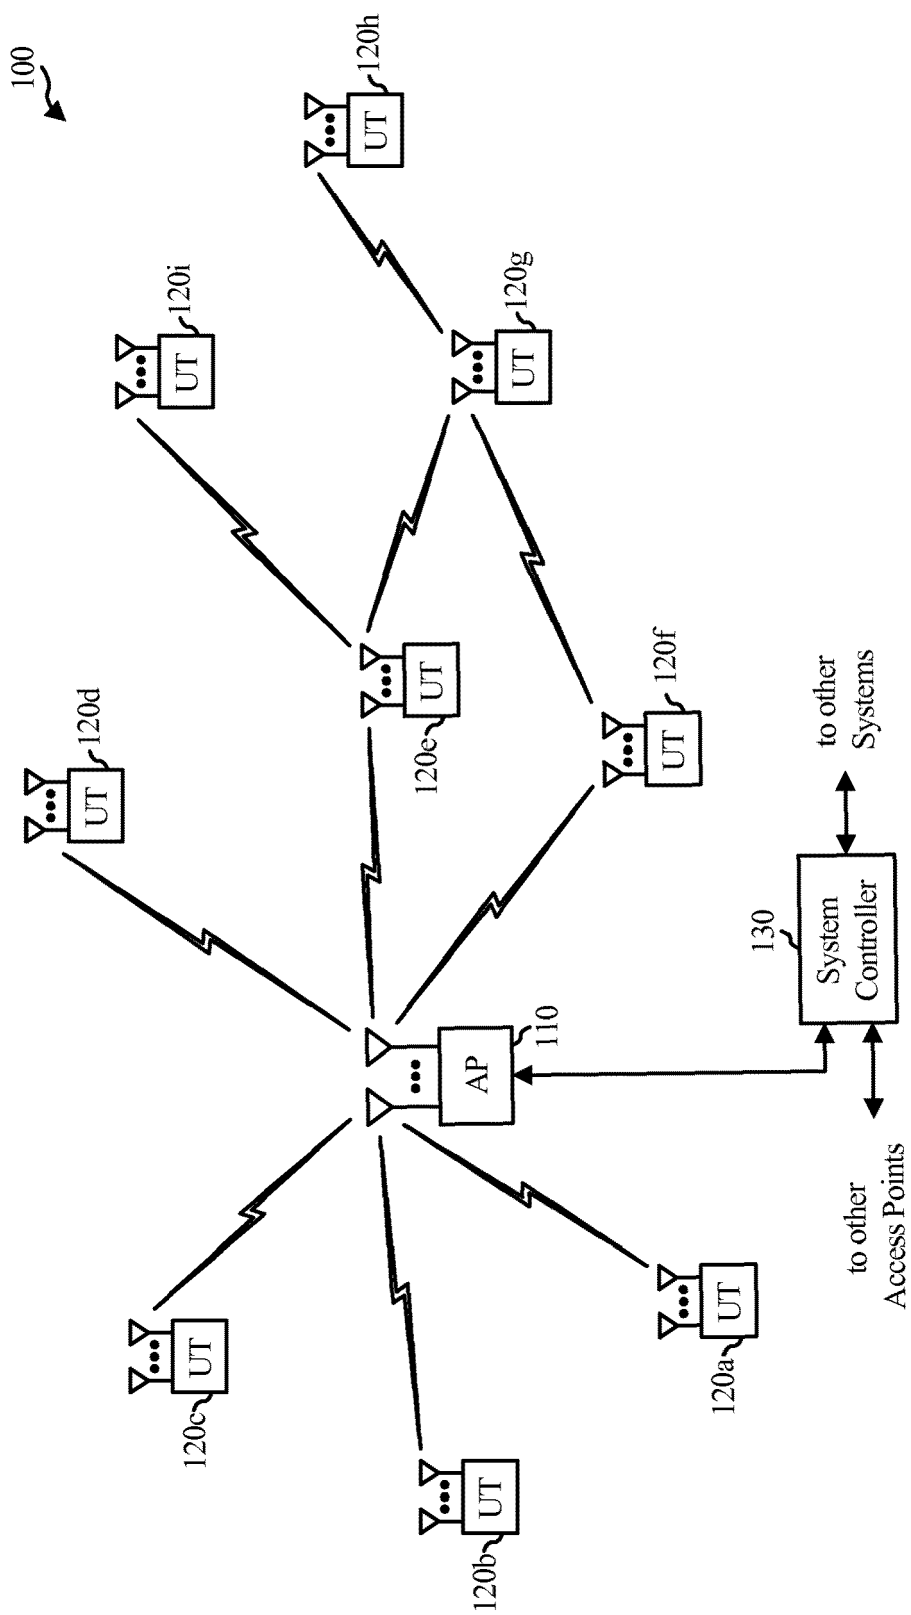 100
120h
UT
120i
UT
120g
UT
120d
UT
UT
120e
120f
UT
to other
Systems
130
System
Controller
110
AP
to other
Access Points
UT
120c
UT
120a
UT
120b